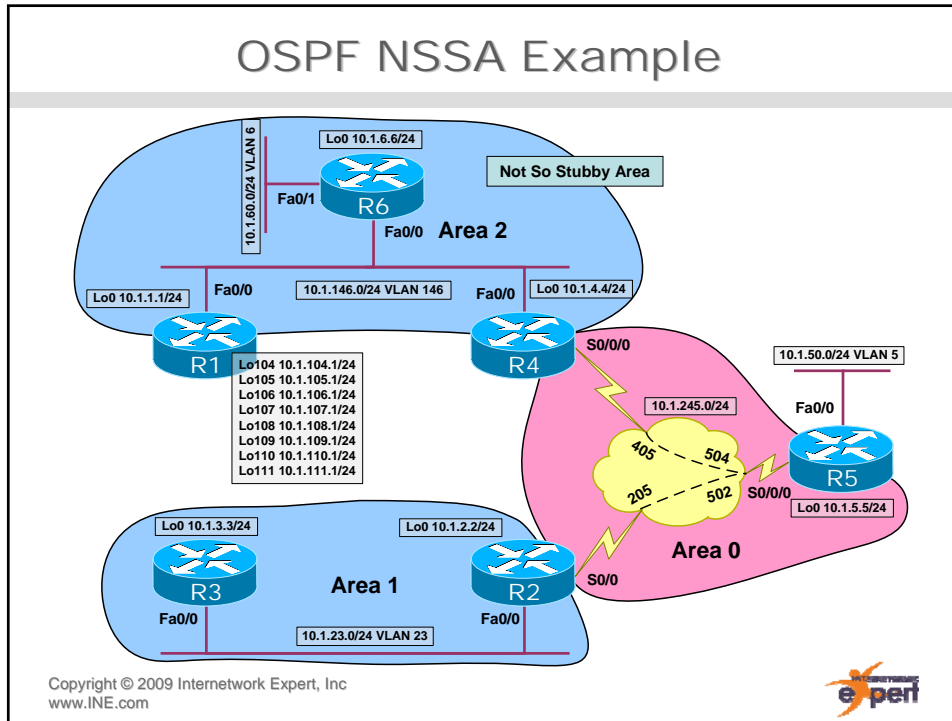 OSPF NSSA Example
10.1.60.0/24 VLAN 6
Lo0 10.1.6.6/24
Not So Stubby Area
Fa0/1
R6
Fa0/0
Area 2
Lo0 10.1.1.1/24
Fa0/0
10.1.146.0/24 VLAN 146
Fa0/0
Lo0 10.1.4.4/24
R1
R4
S0/0/0
Lo104 10.1.104.1/24
Lo105 10.1.105.1/24
Lo106 10.1.106.1/24
Lo107 10.1.107.1/24
Lo108 10.1.108.1/24
Lo109 10.1.109.1/24
Lo110 10.1.110.1/24
Lo111 10.1.111.1/24
10.1.50.0/24 VLAN 5
Fa0/0
10.1.245.0/24
405
504
205
502
S0/0/0
R5
Lo0 10.1.5.5/24
Area 0
Lo0 10.1.3.3/24
Lo0 10.1.2.2/24
R3
Area 1
R2
S0/0
Fa0/0
Fa0/0
10.1.23.0/24 VLAN 23
Copyright © 2009 Internetwork Expert, Inc
www.INE.com
INTERNETWORK
expert